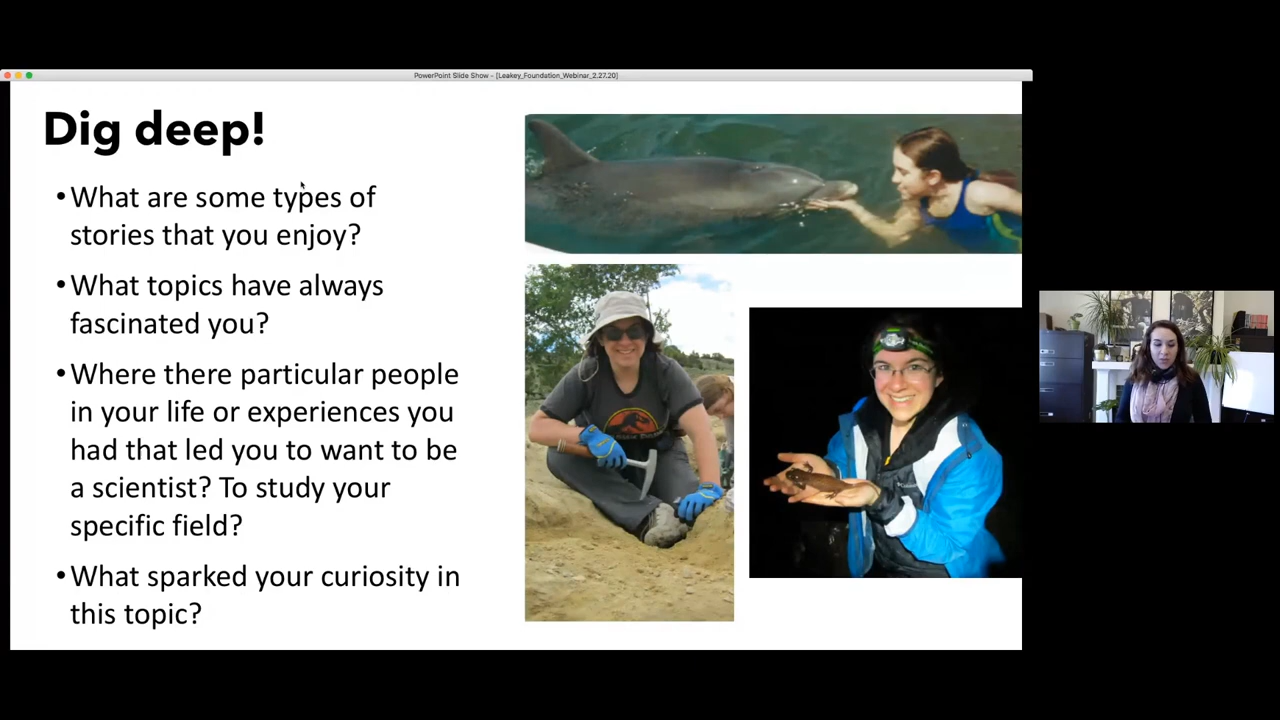 PowerPoint Slide Show - [Leakey_Foundation_Webinar_2.27.20]
Dig deep!
•What are some types of
stories that you enjoy?
•What topics have always
fascinated you?
•Where there particular people
in your life or experiences you
had that led you to want to be
a scientist? To study your
specific field?
•What sparked your curiosity in
this topic?